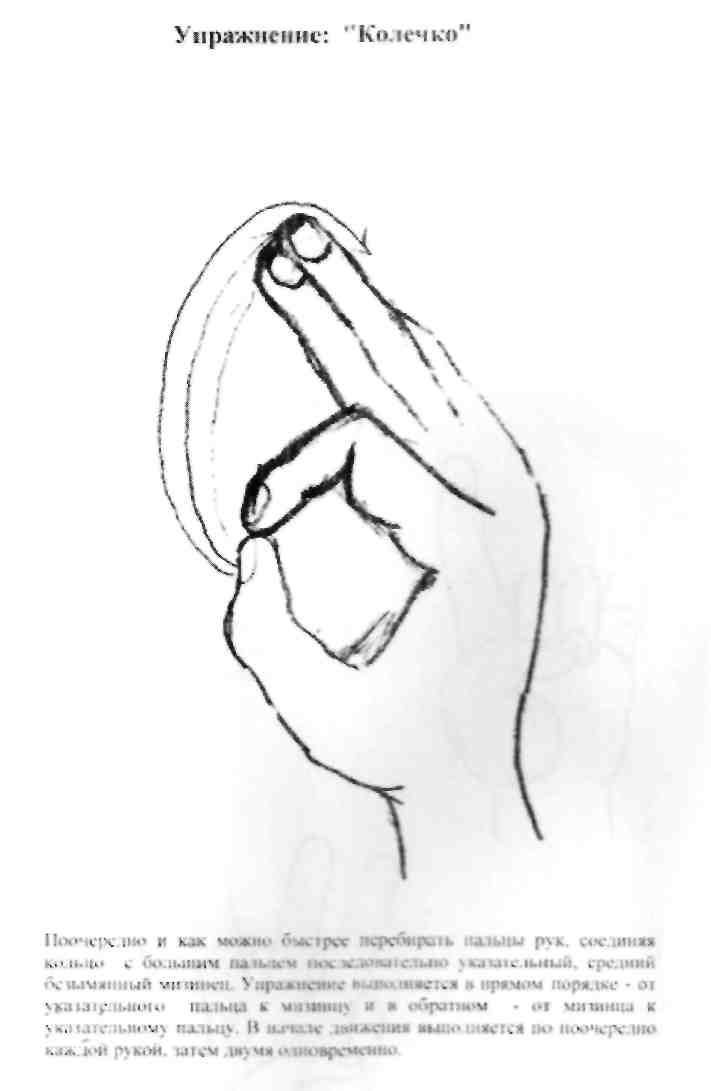 Упражнение: "Колечко"
Поочередно и как можно быстрее перебирать пальцы рук, соединяя
кольцо с большим пальцем последовательно указательный, средний
безымянный мизинец. Упражнение выполняется в прямом порядке - от
указательного пальца к мизинцу и в обратном - от мизинца к
указательному пальцу. В начале движения выполняется по поочередно
каждой рукой, затем двумя одновременно.